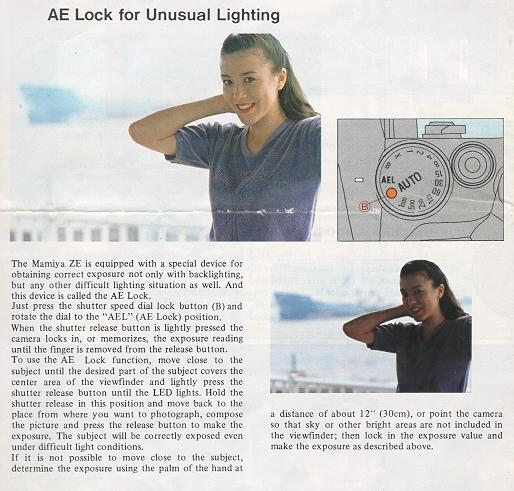 AE Lock for Unusual Lighting
B X 1 2 4 8 15 30 60
AEL AUTO
B
The Mamiya ZE is equipped with a special device for
obtaining correct exposure not only with backlighting,
but any other difficult lighting situation as well. And
this device is called the AE Lock.
Just press the shutter speed dial lock button (B) and
rotate the dial to the "AEL" (AE Lock) position.
When the shutter release button is lightly pressed the
camera locks in, or memorizes, the exposure reading
until the finger is removed from the release button.
To use the AE Lock function, move close to the
subject until the desired part of the subject covers the
center area of the viewfinder and lightly press the
shutter release button until the LED lights. Hold the
shutter release in this position and move back to the
place from where you want to photograph, compose
the picture and press the release button to make the
exposure. The subject will be correctly exposed even
under difficult light conditions.
If it is not possible to move close to the subject,
determine the exposure using the palm of the hand at
a distance of about 12" (30cm), or point the camera
so that sky or other bright areas are not included in
the viewfinder; then lock in the exposure value and
make the exposure as described above.